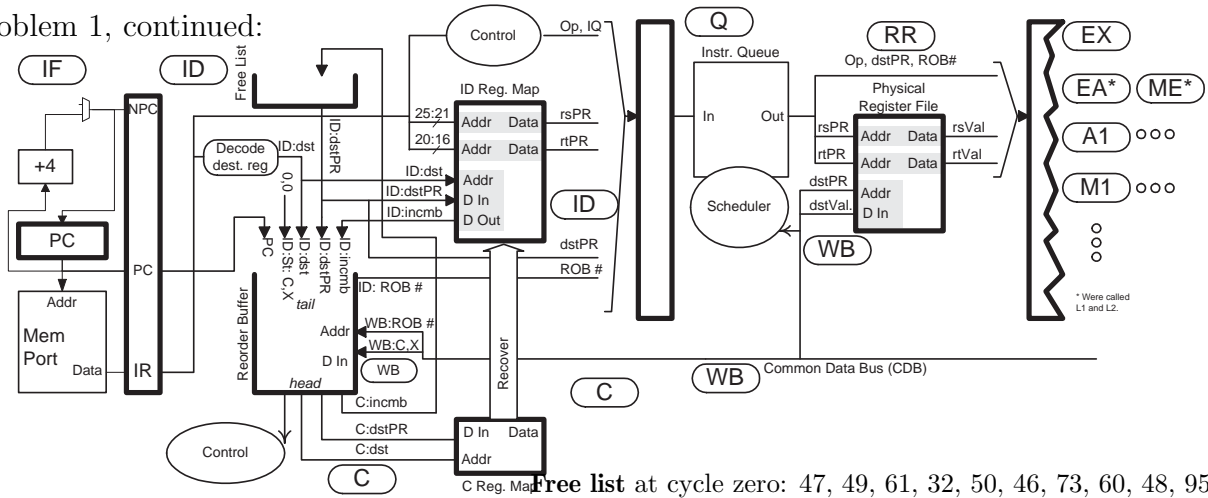 oblem 1, continued:
IF
ID
Free List
Control
Op, IQ
Q
Instr. Queue
RR
Op, dstPR, ROB#
EX
EA*
ME*
A1
M1
* Were called
L1 and L2.
NPC
+4
PC
Addr
Mem
Port
Data
PC
IR
Decode
dest. reg
ID:dst
0,0
ID:dstPR
25:21
20:16
ID Reg. Map
Addr
Data
rsPR
Addr
Data
rtPR
ID:dst
Addr
ID:dstPR
D In
ID:incmb
D Out
ID
dstPR
ROB #
In
Out
Scheduler
Physical
Register File
rsPR
Addr
Data
rsVal
rtPR
Addr
Data
rtVal
dstPR
Addr
dstVal.
D In
WB
PC
ID:St: C,X
ID:dst
ID:dstPR
ID:incmb
tail
ID: ROB #
Reorder Buffer
Addr
WB:ROB #
D In
WB:C,X
WB
head
C:incmb
Recover
WB
Common Data Bus (CDB)
C
Control
C:dstPR
D In
Data
C:dst
Addr
C
C Reg. Map
Free list at cycle zero: 47, 49, 61, 32, 50, 46, 73, 60, 48, 95